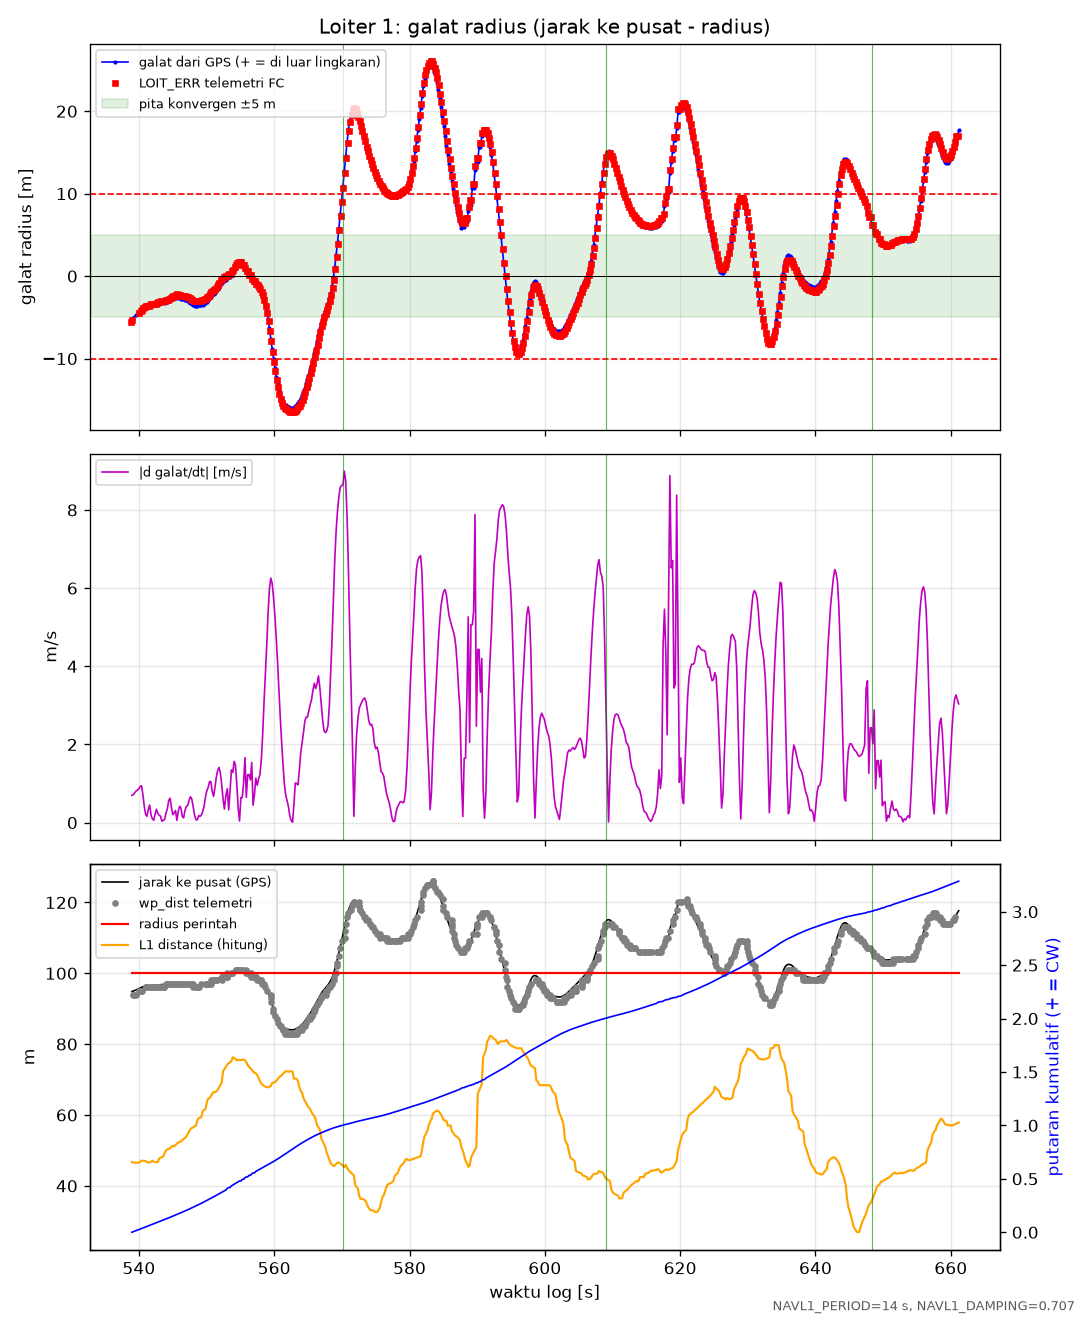 Loiter 1: galat radius (jarak ke pusat - radius)
galat dari GPS (+ = di luar lingkaran)
LOIT_ERR telemetri FC
pita konvergen ±5 m
galat radius [m]
20
10
0
−10
|d galat/dt| [m/s]
m/s
8
6
4
2
0
jarak ke pusat (GPS)
wp_dist telemetri
radius perintah
L1 distance (hitung)
m
120
100
80
60
40
3.0
2.5
2.0
1.5
1.0
0.5
0.0
putaran kumulatif (+ = CW)
540 560 580 600 620 640 660
waktu log [s]
NAVL1_PERIOD=14 s, NAVL1_DAMPING=0.707